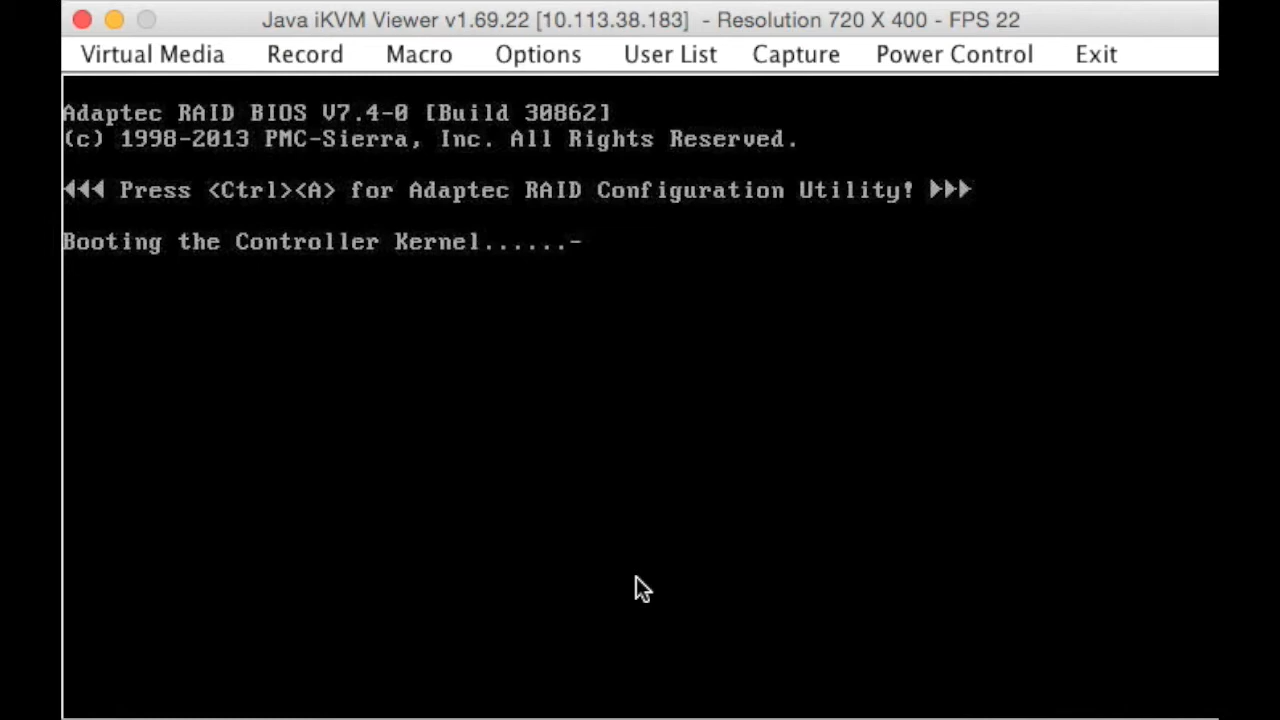 Java iKVM Viewer v1.69.22 [10.113.38.183] - Resolution 720 X 400 - FPS 22
Virtual Media Record Macro Options User List Capture Power Control Exit
Adaptec RAID BIOS V7.4-0 [Build 30862]
(c) 1998-2013 PMC-Sierra, Inc. All Rights Reserved.
◄◄◄ Press <Ctrl><A> for Adaptec RAID Configuration Utility! ►►►
Booting the Controller Kernel......-